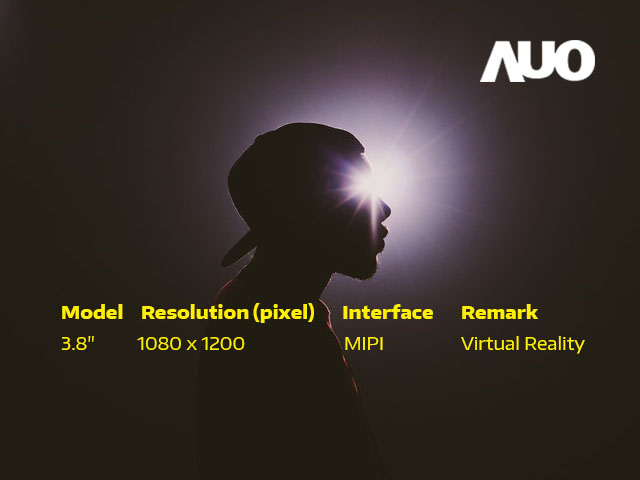 AUO
Model Resolution (pixel) Interface Remark
3.8" 1080 x 1200 MIPI Virtual Reality